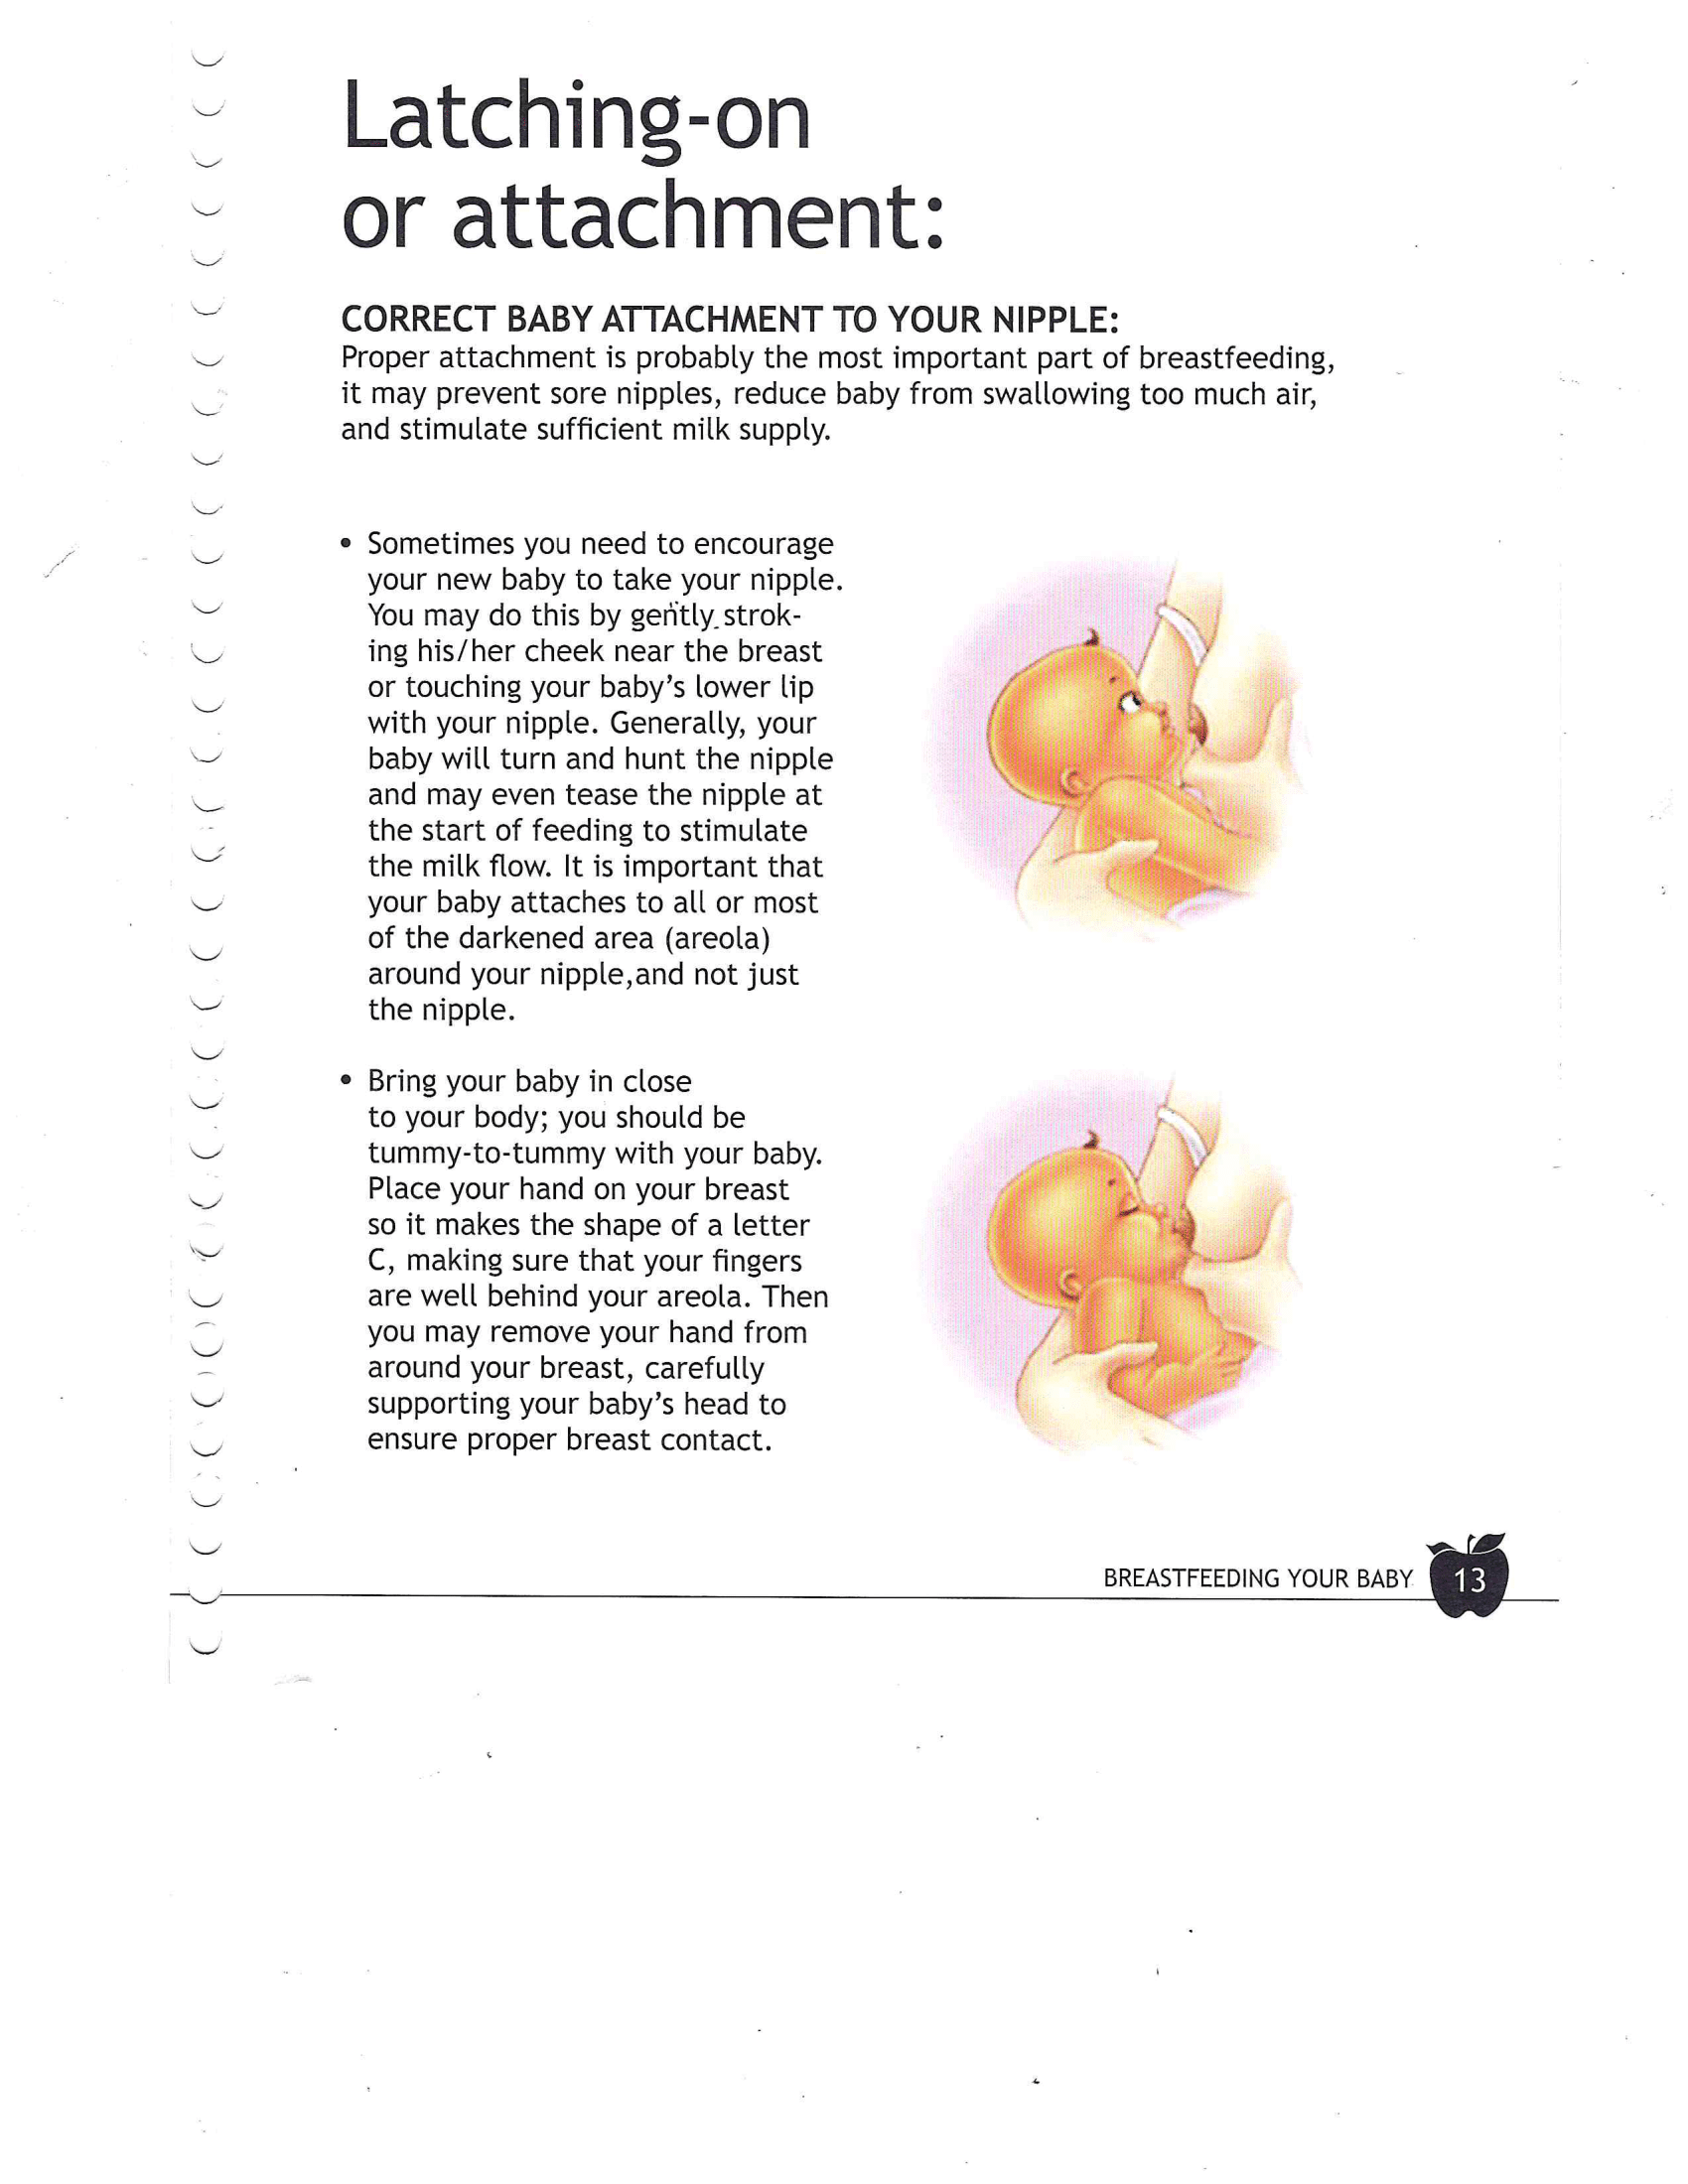 Latching-on
or attachment:
CORRECT BABY ATTACHMENT TO YOUR NIPPLE:
Proper attachment is probably the most important part of breastfeeding,
it may prevent sore nipples, reduce baby from swallowing too much air,
and stimulate sufficient milk supply.
• Sometimes you need to encourage
your new baby to take your nipple.
You may do this by gently strok-
ing his/her cheek near the breast
or touching your baby's lower lip
with your nipple. Generally, your
baby will turn and hunt the nipple
and may even tease the nipple at
the start of feeding to stimulate
the milk flow. It is important that
your baby attaches to all or most
of the darkened area (areola)
around your nipple,and not just
the nipple.
• Bring your baby in close
to your body; you should be
tummy-to-tummy with your baby.
Place your hand on your breast
so it makes the shape of a letter
C, making sure that your fingers
are well behind your areola. Then
you may remove your hand from
around your breast, carefully
supporting your baby's head to
ensure proper breast contact.
BREASTFEEDING YOUR BABY 13